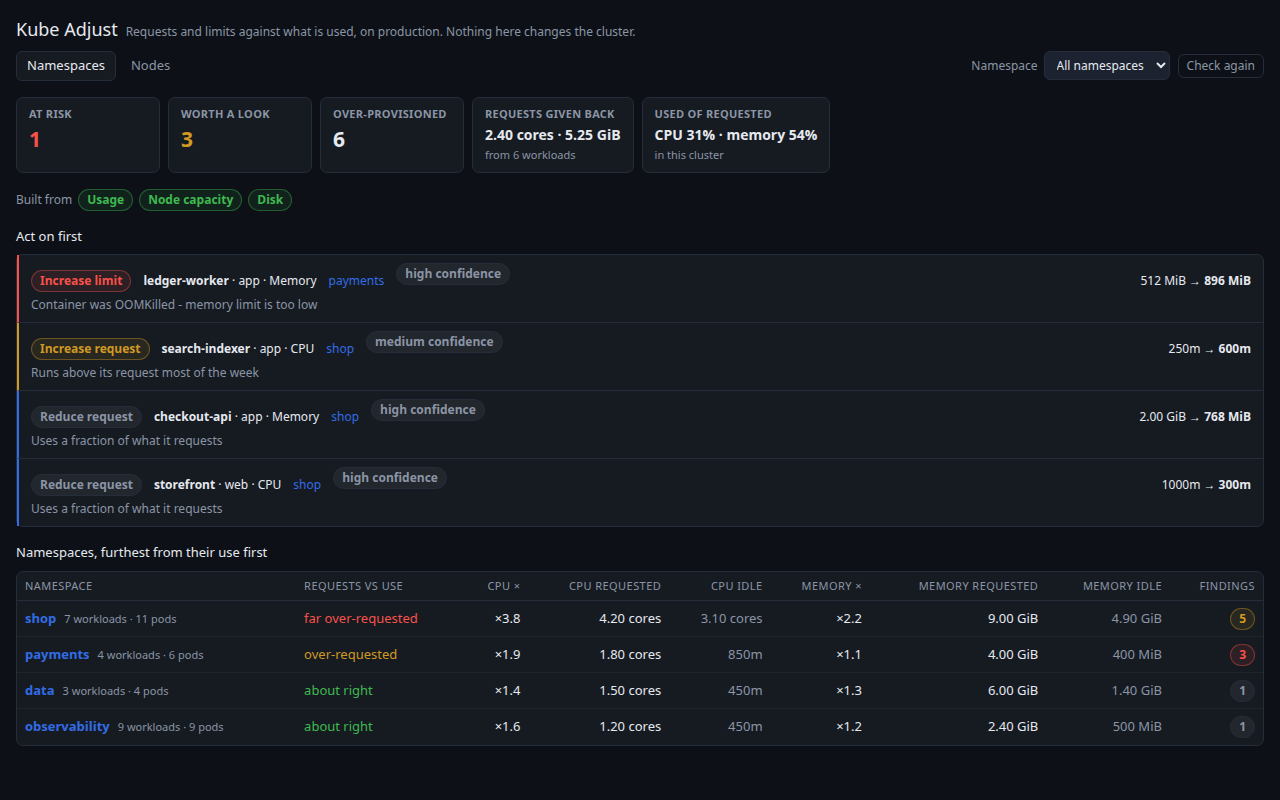 Kube Adjust Requests and limits against what is used, on production. Nothing here changes the cluster.
Namespaces Nodes Namespace All namespaces Check again
AT RISK WORTH A LOOK OVER-PROVISIONED REQUESTS GIVEN BACK USED OF REQUESTED
1 3 6 2.40 cores · 5.25 GiB CPU 31% · memory 54%
from 6 workloads in this cluster
Built from Usage Node capacity Disk
Act on first
Increase limit ledger-worker · app · Memory payments high confidence 512 MiB → 896 MiB
Container was OOMKilled - memory limit is too low
Increase request search-indexer · app · CPU shop medium confidence 250m → 600m
Runs above its request most of the week
Reduce request checkout-api · app · Memory shop high confidence 2.00 GiB → 768 MiB
Uses a fraction of what it requests
Reduce request storefront · web · CPU shop high confidence 1000m → 300m
Uses a fraction of what it requests
Namespaces, furthest from their use first
NAMESPACE REQUESTS VS USE CPU × CPU REQUESTED CPU IDLE MEMORY × MEMORY REQUESTED MEMORY IDLE FINDINGS
shop 7 workloads · 11 pods far over-requested ×3.8 4.20 cores 3.10 cores ×2.2 9.00 GiB 4.90 GiB 5
payments 4 workloads · 6 pods over-requested ×1.9 1.80 cores 850m ×1.1 4.00 GiB 400 MiB 3
data 3 workloads · 4 pods about right ×1.4 1.50 cores 450m ×1.3 6.00 GiB 1.40 GiB 1
observability 9 workloads · 9 pods about right ×1.6 1.20 cores 450m ×1.2 2.40 GiB 500 MiB 1